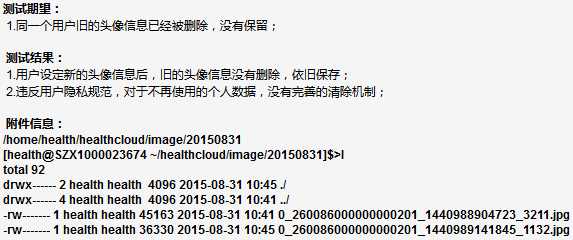 测试期望：
1.同一个用户旧的头像信息已经被删除，没有保留；
测试结果：
1.用户设定新的头像信息后，旧的头像信息没有删除，依旧保存；
2.违反用户隐私规范，对于不再使用的个人数据，没有完善的清除机制；
附件信息：
/home/health/healthcloud/image/20150831
[health@SZX1000023674 ~/healthcloud/image/20150831]$>l
total 92
drwx------ 2 health health 4096 2015-08-31 10:45 ./
drwx------ 4 health health 4096 2015-08-31 10:41 ../
-rw------- 1 health health 45163 2015-08-31 10:41 0_260086000000000201_1440988904723_3211.jpg
-rw------- 1 health health 36330 2015-08-31 10:45 0_260086000000000201_1440989141845_1132.jpg